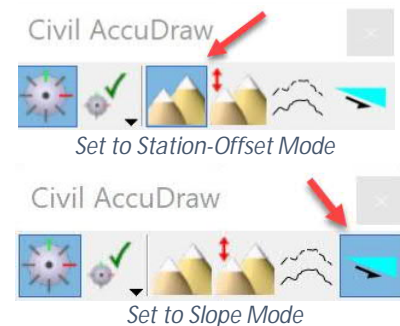 Civil AccuDraw
Set to Station-Offset Mode
Civil AccuDraw
Set to Slope Mode